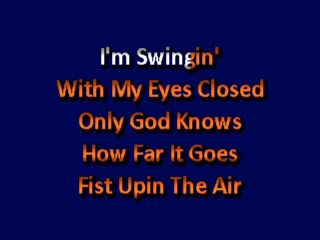 I'm Swingin'
With My Eyes Closed
Only God Knows
How Far It Goes
Fist Upin The Air